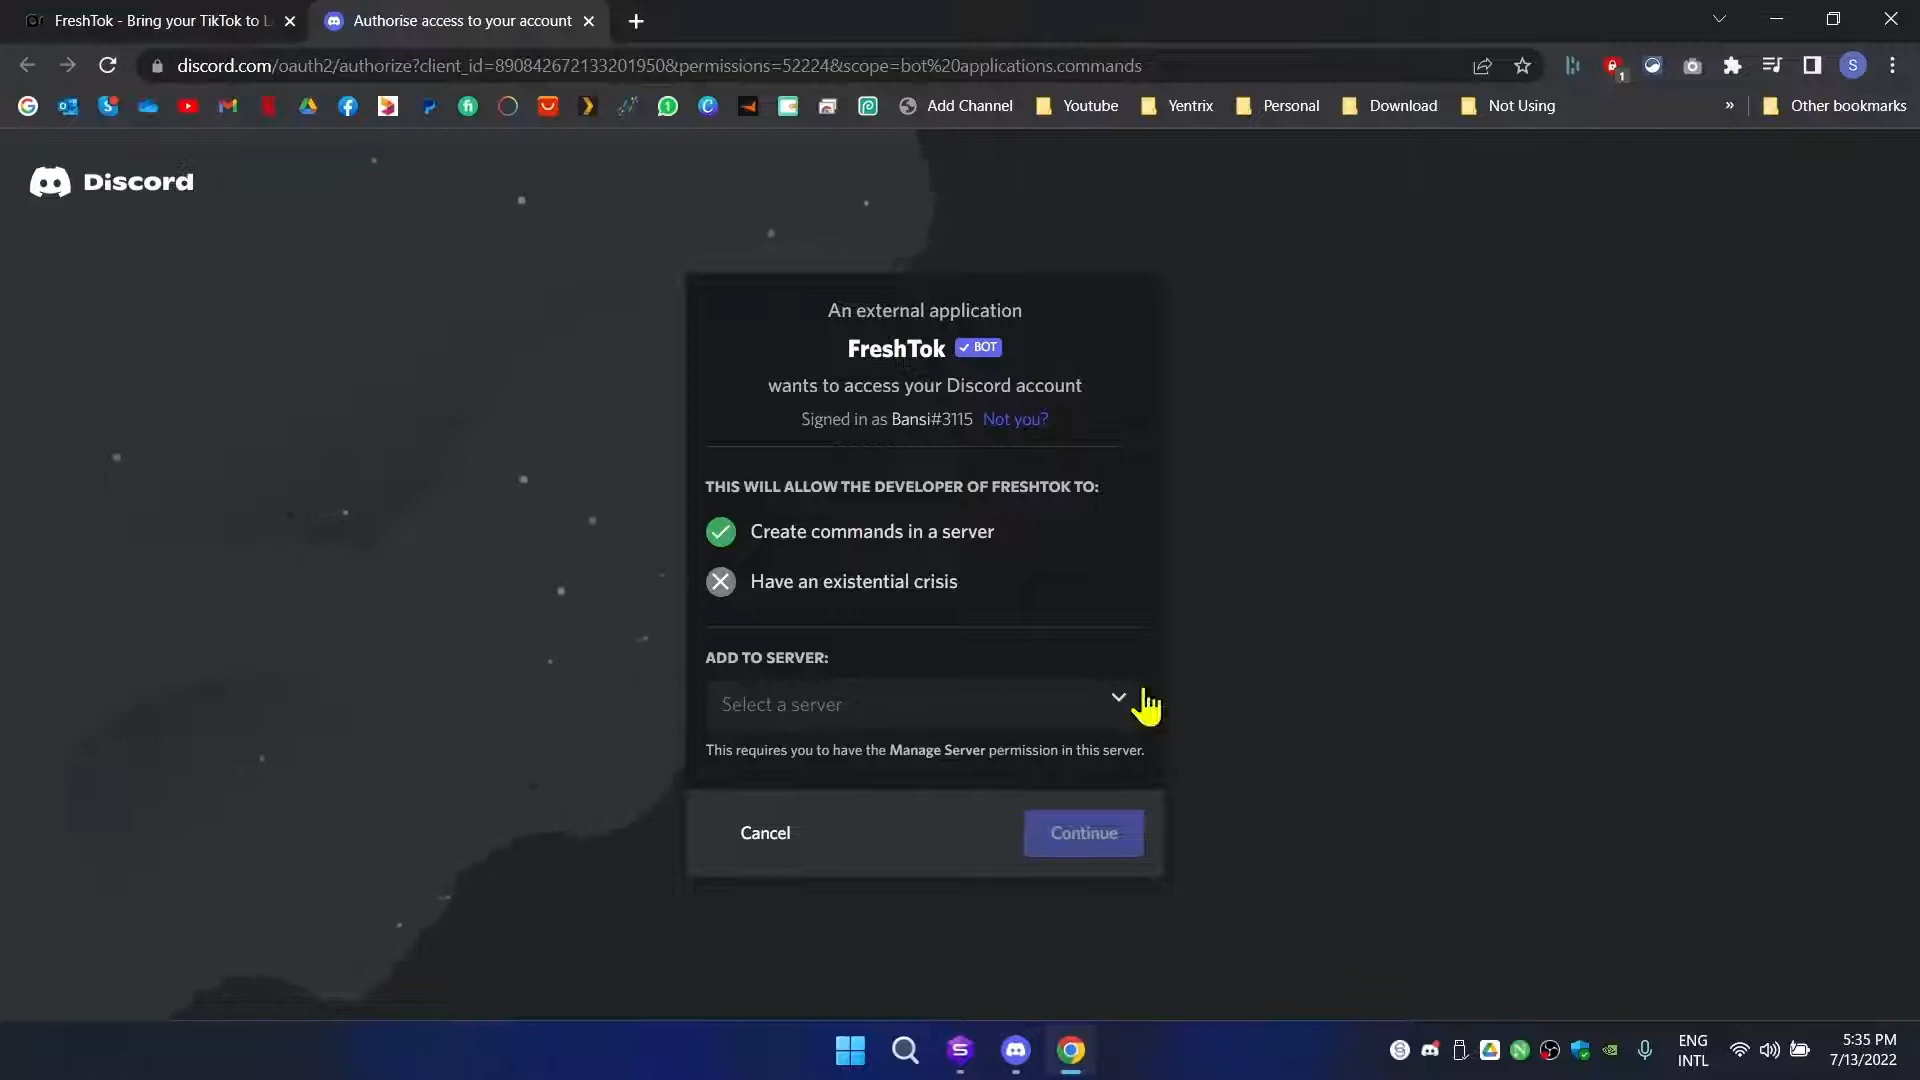 FreshTok - Bring your TikTok to L
Authorise access to your account
discord.com/oauth2/authorize?client_id=890842672133201950&permissions=52224&scope=bot%20applications.commands
1
S
Add Channel
Youtube
Yentrix
Personal
Download
Not Using
»
Other bookmarks
Discord
An external application
FreshTok BOT
wants to access your Discord account
Signed in as Bansi#3115 Not you?
THIS WILL ALLOW THE DEVELOPER OF FRESHTOK TO:
Create commands in a server
Have an existential crisis
ADD TO SERVER:
Select a server
This requires you to have the Manage Server permission in this server.
Cancel
Continue
ENG
INTL
5:35 PM
7/13/2022